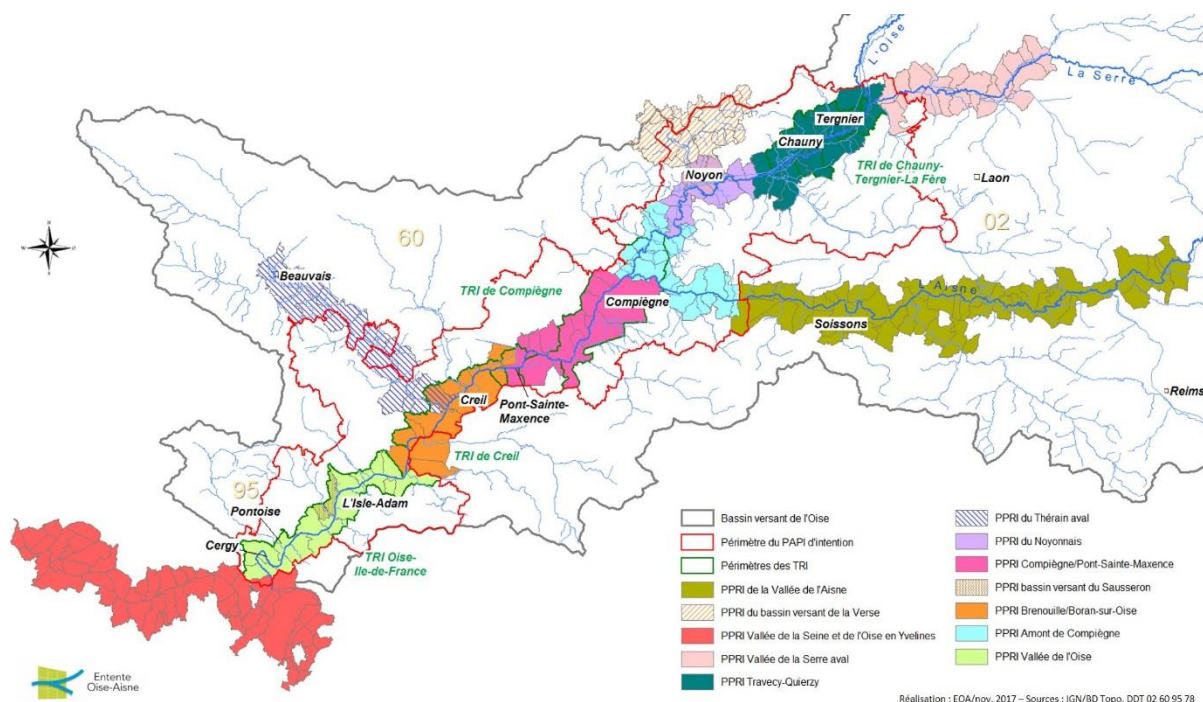 L'Oise
La Serre
Tergnier
Chauny
Noyon
TRI de Chauny-
Tergnier-La Fère
Laon
02
60
Beauvais
TRI de Compiègne
Compiègne
L'Aisne
Soissons
Reims
Creil
Pont-Sainte-
Maxence
TRI de Creil
95
L'Isle-Adam
Pontoise
Cergy
TRI Oise-
Ile-de-France
Bassin versant de l'Oise
Périmètre du PAPI d'intention
Périmètres des TRI
PPRI de la Vallée de l'Aisne
PPRI du bassin versant de la Verse
PPRI Vallée de la Seine et de l'Oise en Yvelines
PPRI Vallée de la Serre aval
PPRI Travecy-Quierzy
PPRI du Thérain aval
PPRI du Noyonnais
PPRI Compiègne/Pont-Sainte-Maxence
PPRI bassin versant du Sausseron
PPRI Brenouille/Boran-sur-Oise
PPRI Amont de Compiègne
PPRI Vallée de l'Oise
Entente
Oise-Aisne
Réalisation : EOA/nov. 2017 – Sources : IGN/BD Topo, DDT 02 60 95 78